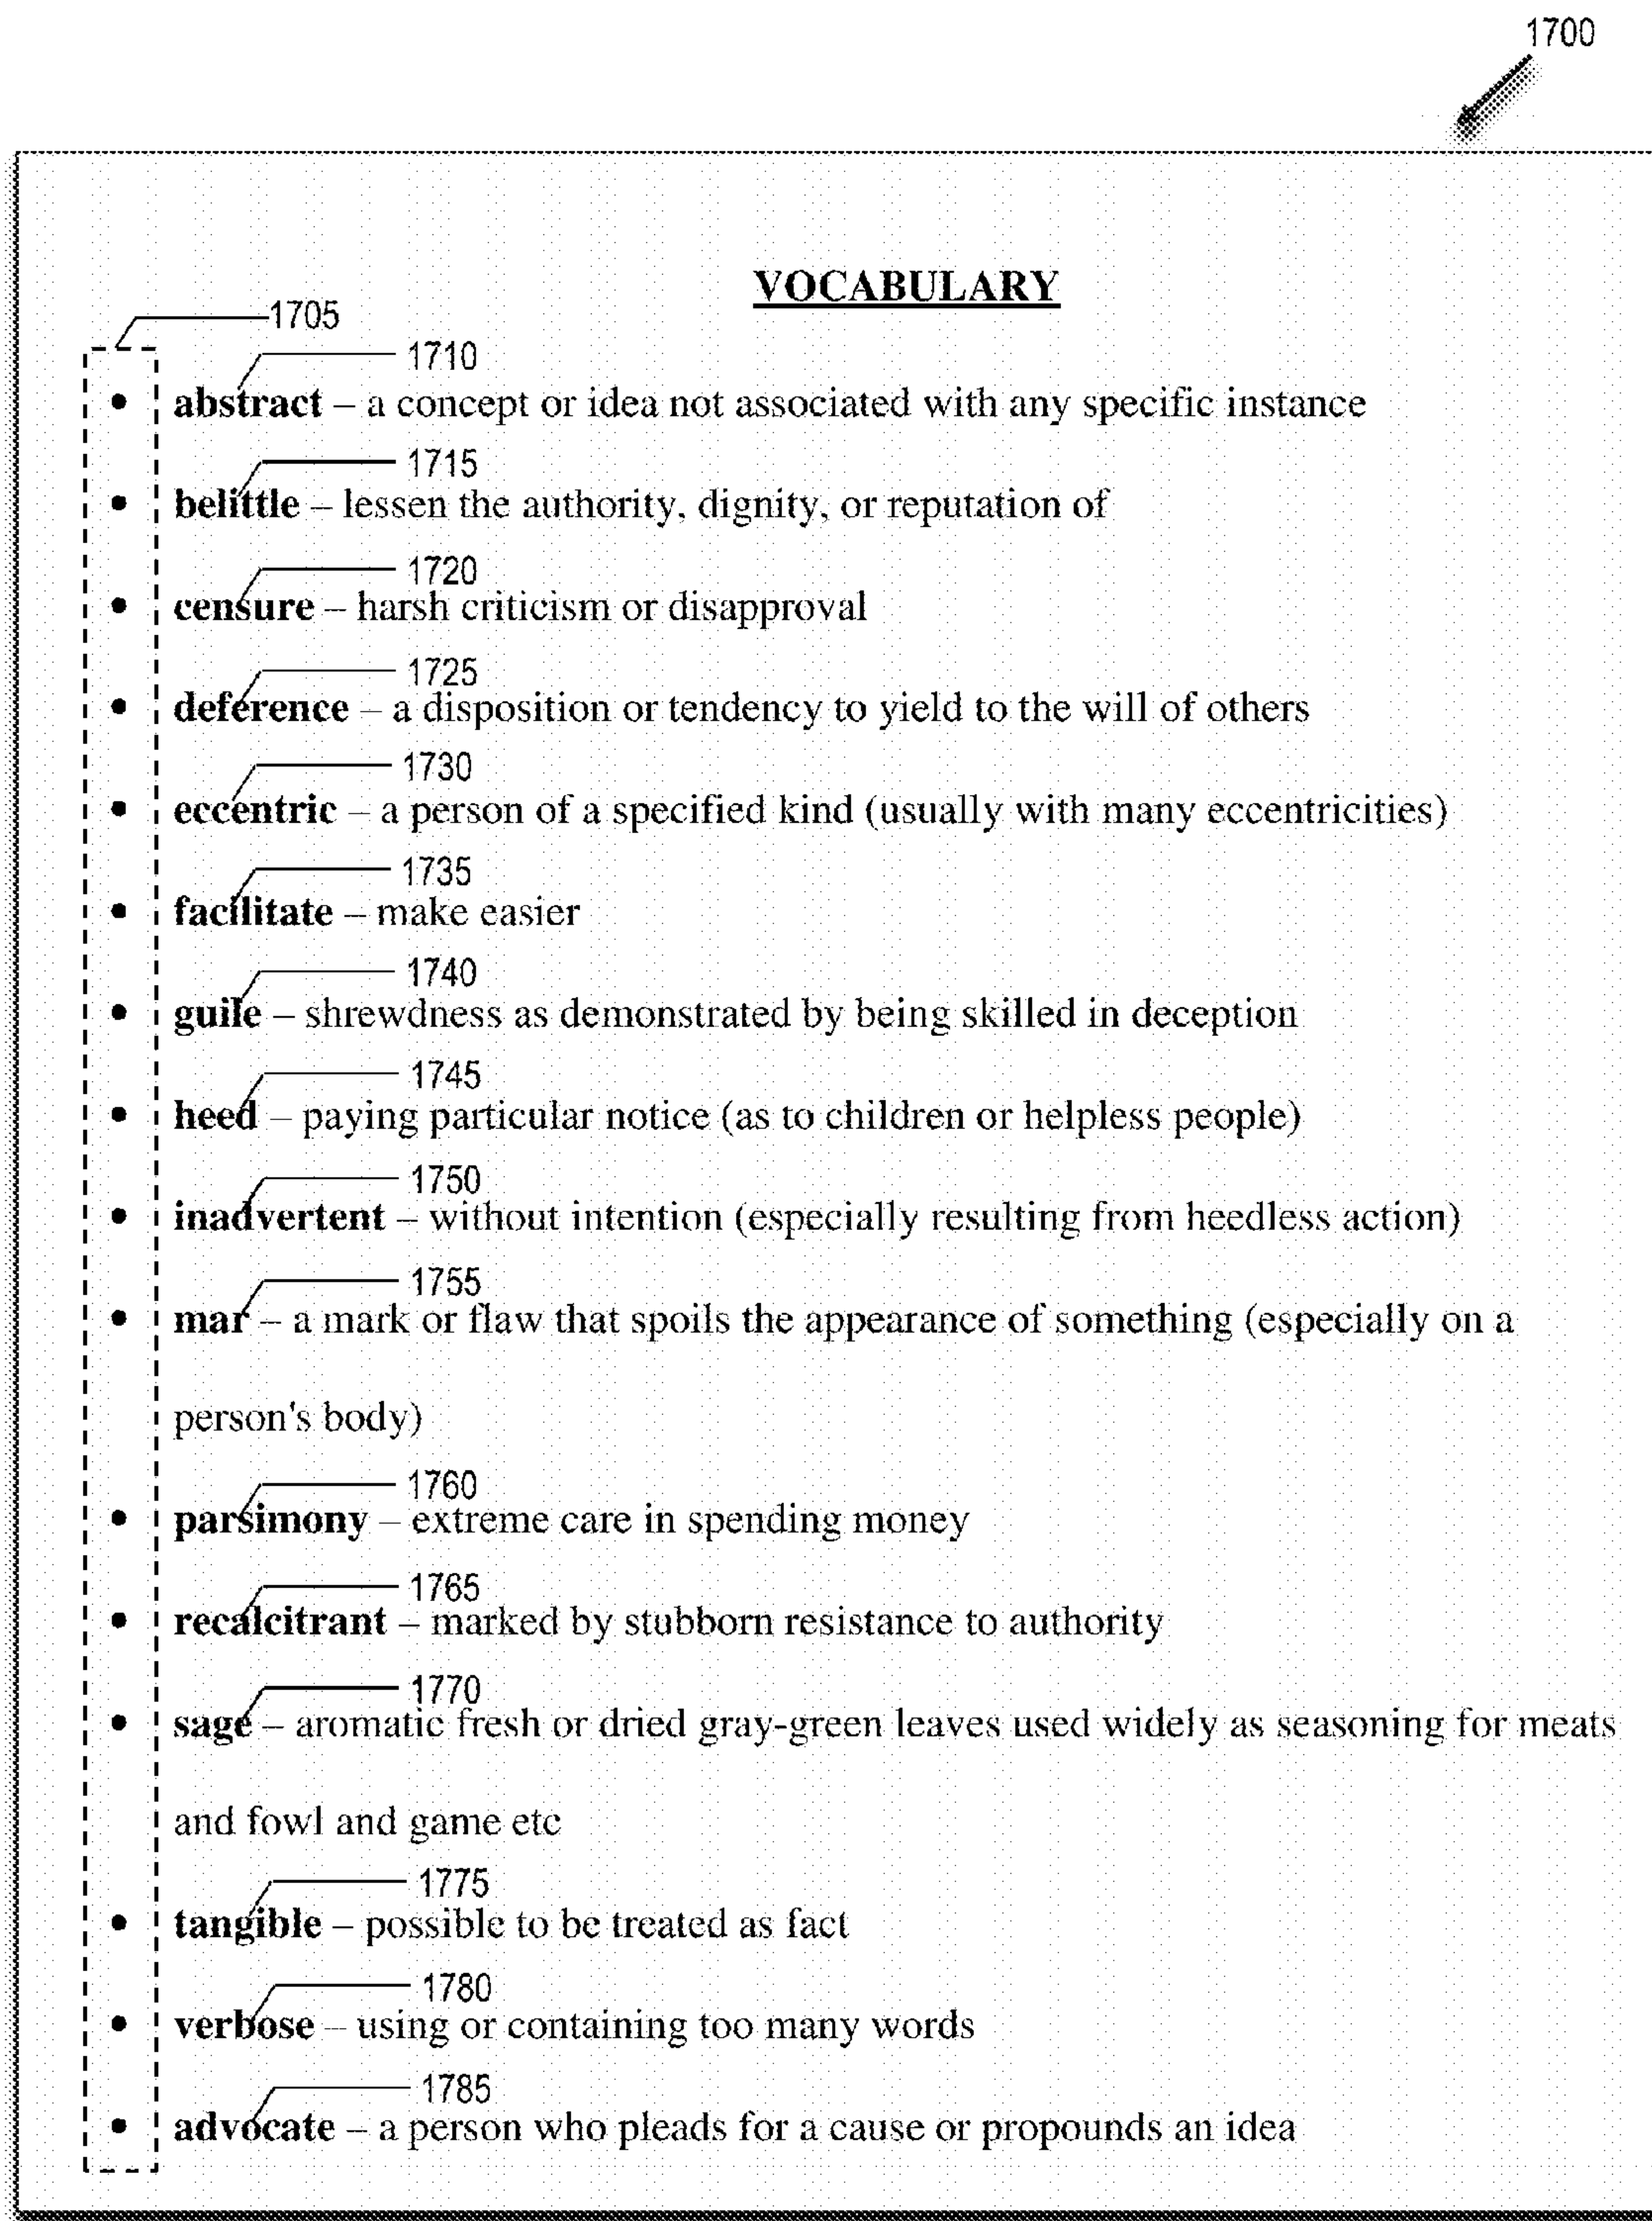 1700
VOCABULARY
1705
1710
• abstract – a concept or idea not associated with any specific instance
1715
• belittle – lessen the authority, dignity, or reputation of
1720
• censure – harsh criticism or disapproval
1725
• deference – a disposition or tendency to yield to the will of others
1730
• eccentric – a person of a specified kind (usually with many eccentricities)
1735
• facilitate – make easier
1740
• guile – shrewdness as demonstrated by being skilled in deception
1745
• heed – paying particular notice (as to children or helpless people)
1750
• inadvertent – without intention (especially resulting from heedless action)
1755
• mar – a mark or flaw that spoils the appearance of something (especially on a
person's body)
1760
• parsimony – extreme care in spending money
1765
• recalcitrant – marked by stubborn resistance to authority
1770
• sage – aromatic fresh or dried gray-green leaves used widely as seasoning for meats
and fowl and game etc
1775
• tangible – possible to be treated as fact
1780
• verbose – using or containing too many words
1785
• advocate – a person who pleads for a cause or propounds an idea